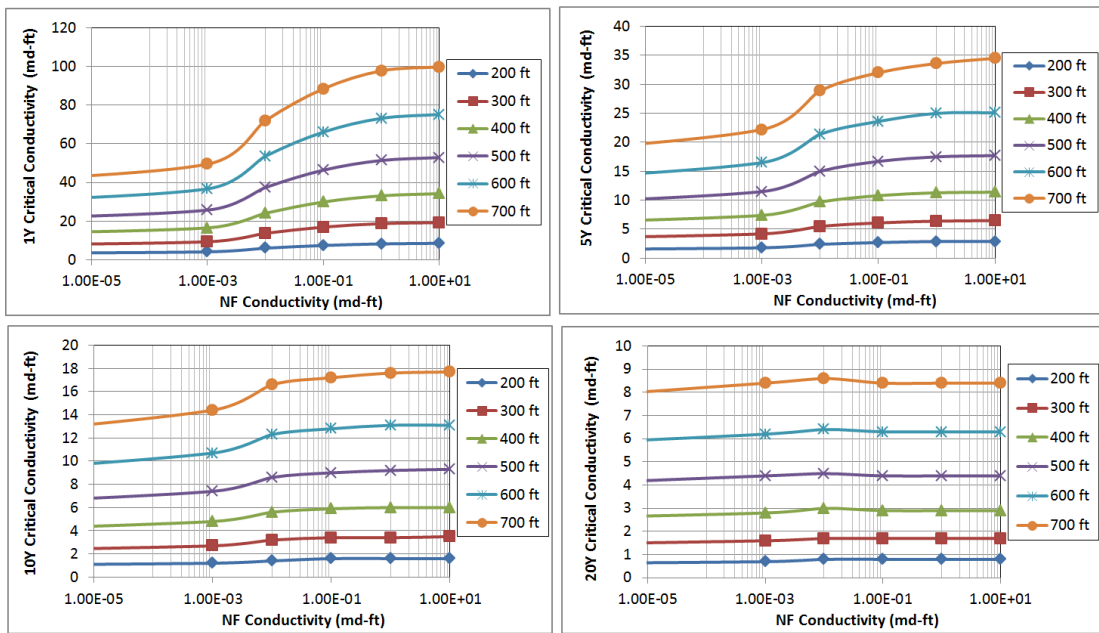 1Y Critical Conductivity (md-ft)
120
100
80
60
40
20
0
1.00E-05 1.00E-03 1.00E-01 1.00E+01
NF Conductivity (md-ft)
200 ft
300 ft
400 ft
500 ft
600 ft
700 ft
5Y Critical Conductivity (md-ft)
40
35
30
25
20
15
10
5
0
1.00E-05 1.00E-03 1.00E-01 1.00E+01
NF Conductivity (md-ft)
200 ft
300 ft
400 ft
500 ft
600 ft
700 ft
10Y Critical Conductivity (md-ft)
20
18
16
14
12
10
8
6
4
2
0
1.00E-05 1.00E-03 1.00E-01 1.00E+01
NF Conductivity (md-ft)
200 ft
300 ft
400 ft
500 ft
600 ft
700 ft
20Y Critical Conductivity (md-ft)
10
9
8
7
6
5
4
3
2
1
0
1.00E-05 1.00E-03 1.00E-01 1.00E+01
NF Conductivity (md-ft)
200 ft
300 ft
400 ft
500 ft
600 ft
700 ft